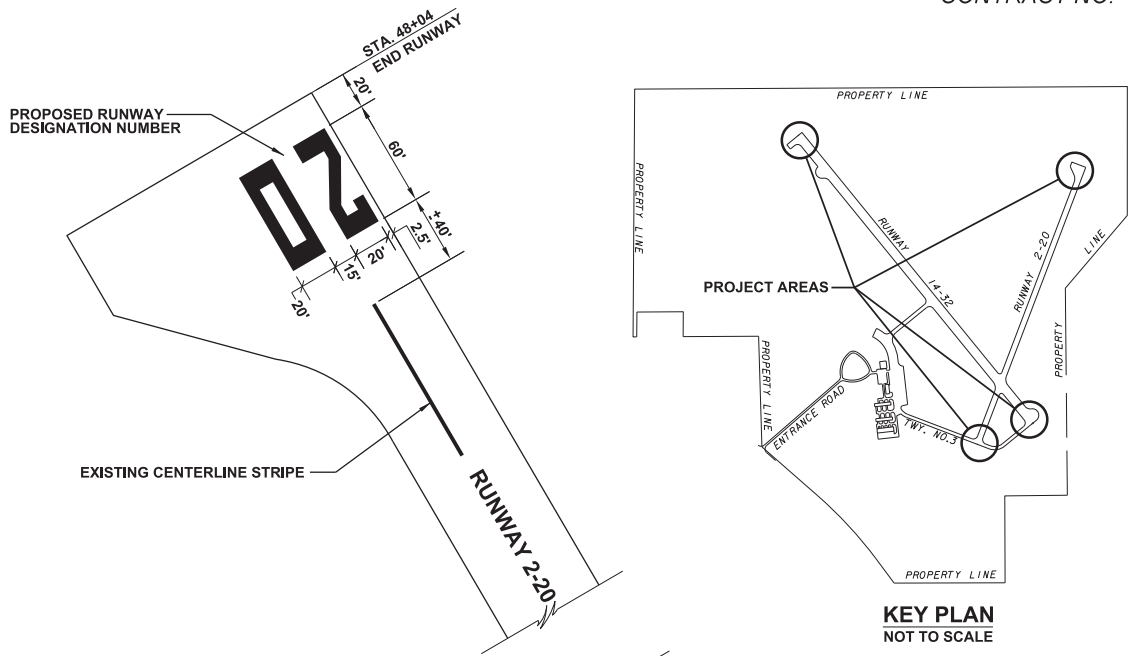 CONTRACT NO.
STA. 48+04
END RUNWAY
20'
PROPOSED RUNWAY
DESIGNATION NUMBER
60'
±40'
2.5'
20'
15'
20'
20
EXISTING CENTERLINE STRIPE
RUNWAY 2-20
PROPERTY LINE
PROPERTY LINE
RUNWAY
14-32
RUNWAY 2-20
LINE
PROPERTY
PROJECT AREAS
PROPERTY LINE
ENTRANCE ROAD
TWY. NO.3
PROPERTY LINE
KEY PLAN
NOT TO SCALE